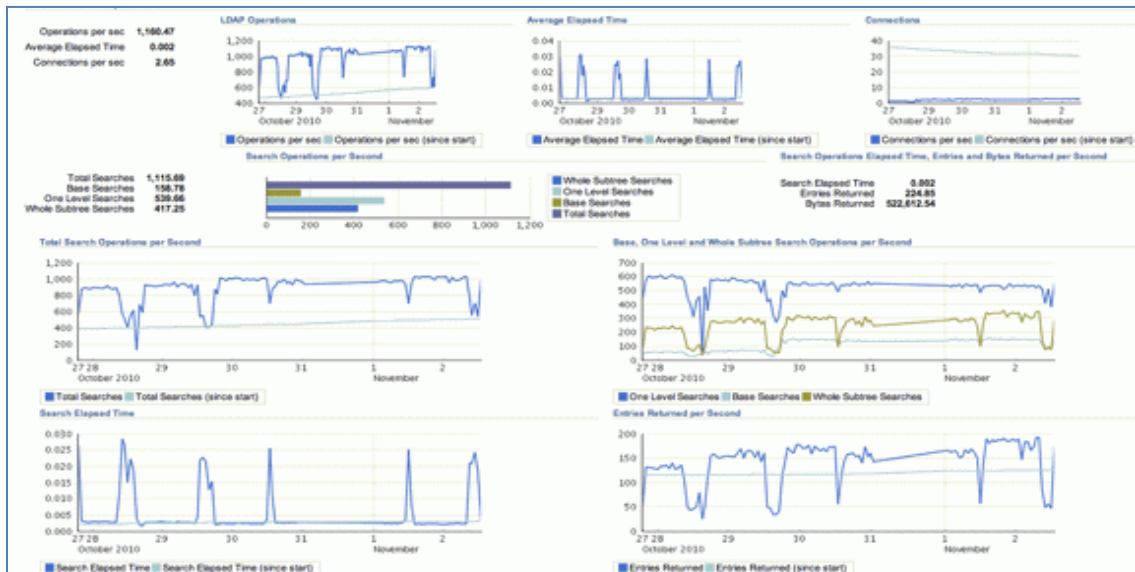 LDAP Operations
Average Elapsed Time
Connections
Operations per sec 1,160.47
Average Elapsed Time 0.002
Connections per sec 2.65
1,200
1,000
800
600
400
27 29 30 31 1 2
October 2010 November
Operations per sec Operations per sec (since start)
0.04
0.03
0.02
0.01
0.00
27 29 30 31 1 2
October 2010 November
Average Elapsed Time Average Elapsed Time (since start)
40
30
20
10
0
27 29 30 31 1 2
October 2010 November
Connections per sec Connections per sec (since start)
Search Operations per Second
Search Operations Elapsed Time, Entries and Bytes Returned per Second
Total Searches 1,115.69
Base Searches 158.78
One Level Searches 539.66
Whole Subtree Searches 417.25
0 200 400 600 800 1,000 1,200
Whole Subtree Searches
One Level Searches
Base Searches
Total Searches
Search Elapsed Time 0.002
Entries Returned 224.85
Bytes Returned 522,612.54
Total Search Operations per Second
1,200
1,000
800
600
400
200
0
27 28 29 30 31 1 2
October 2010 November
Total Searches Total Searches (since start)
Base, One Level and Whole Subtree Search Operations per Second
700
600
500
400
300
200
100
0
27 28 29 30 31 1 2
October 2010 November
One Level Searches Base Searches Whole Subtree Searches
Search Elapsed Time
0.030
0.025
0.020
0.015
0.010
0.005
0.000
27 28 29 30 31 1 2
October 2010 November
Search Elapsed Time Search Elapsed Time (since start)
Entries Returned per Second
200
150
100
50
0
27 28 29 30 31 1 2
October 2010 November
Entries Returned Entries Returned (since start)